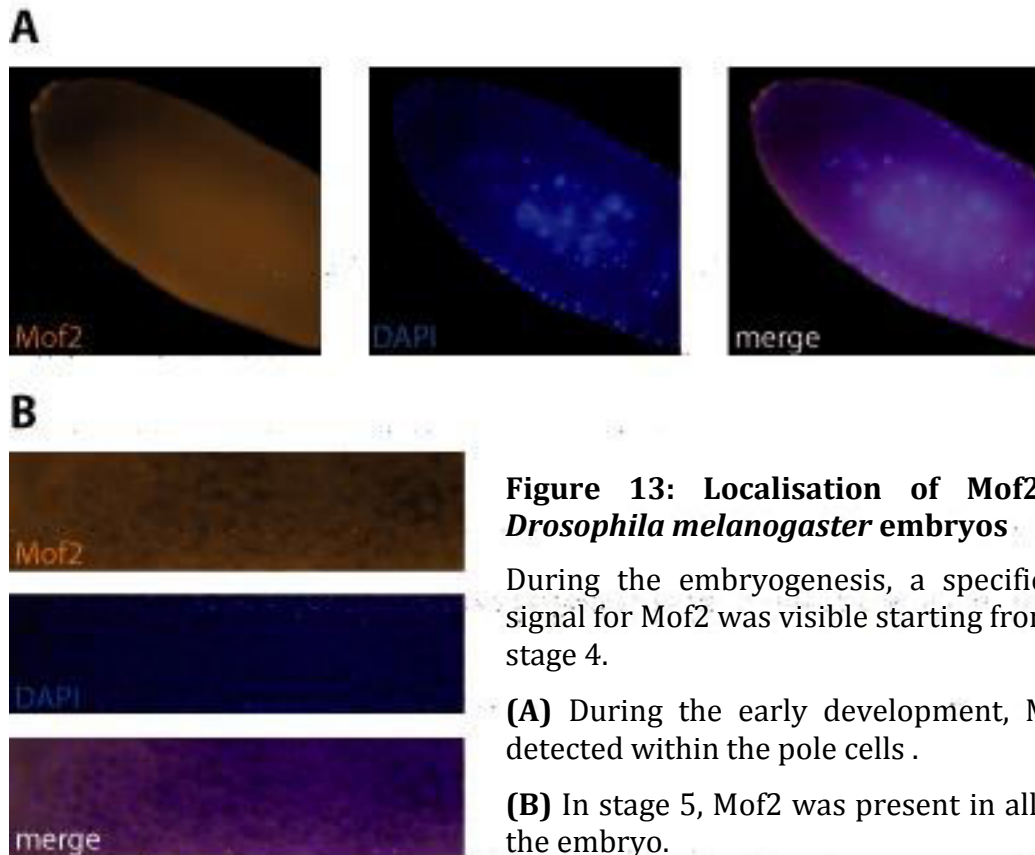 A
Mof2
DAPI
merge
B
Mof2
DAPI
merge
Figure 13: Localisation of Mof2
Drosophila melanogaster embryos
During the embryogenesis, a specific
signal for Mof2 was visible starting from
stage 4.
(A) During the early development, M
detected within the pole cells .
(B) In stage 5, Mof2 was present in all
the embryo.